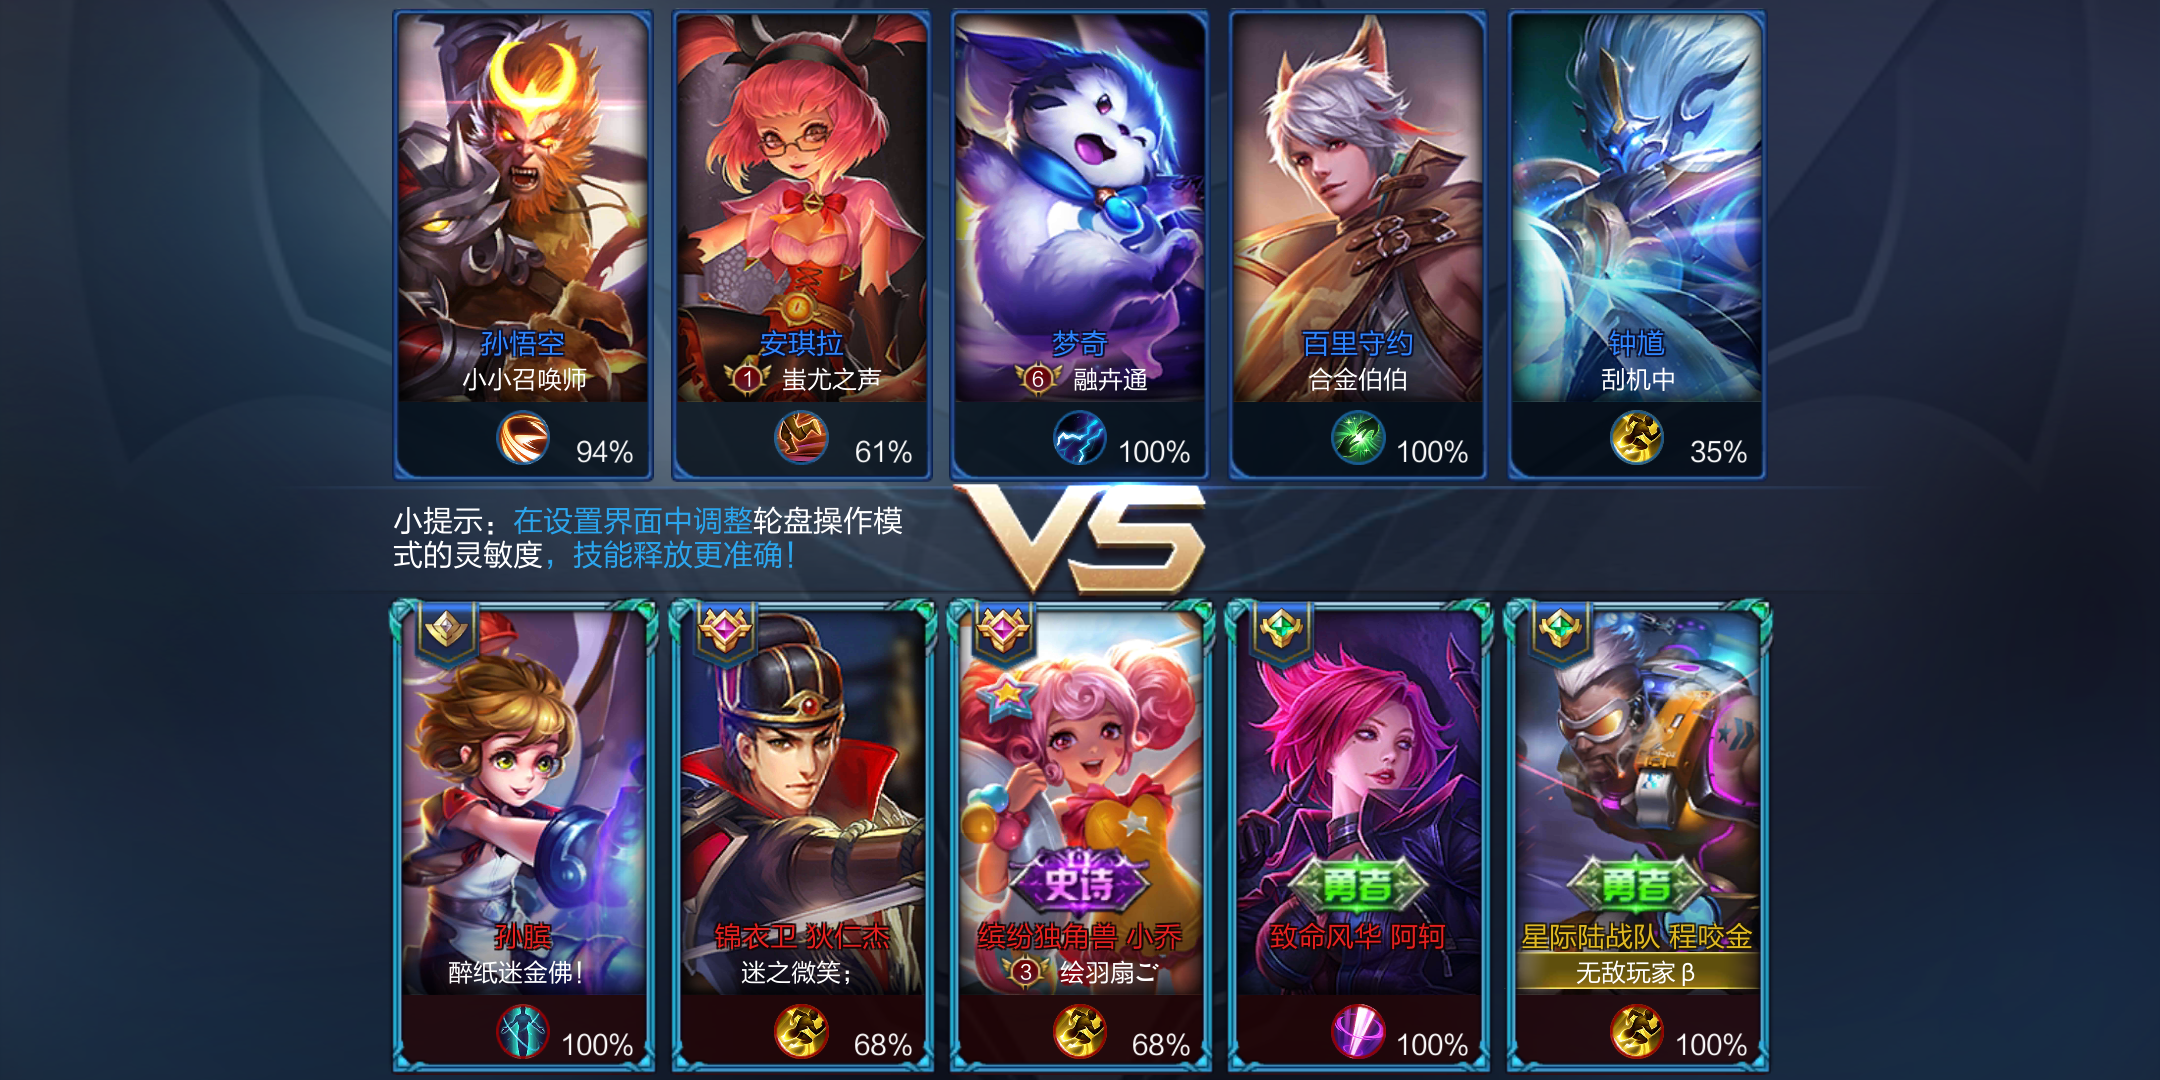 孙悟空
小小召唤师
94%
安琪拉
1 蚩尤之声
61%
梦奇
6 融卉通
100%
百里守约
合金伯伯
100%
钟馗
刮机中
35%
小提示：在设置界面中调整轮盘操作模
式的灵敏度，技能释放更准确！
VS
孙膑
醉纸迷金佛！
100%
锦衣卫 狄仁杰
迷之微笑；
68%
史诗
缤纷独角兽 小乔
3 绘羽扇ご
68%
勇者
致命风华 阿轲
100%
勇者
星际陆战队 程咬金
无敌玩家β
100%